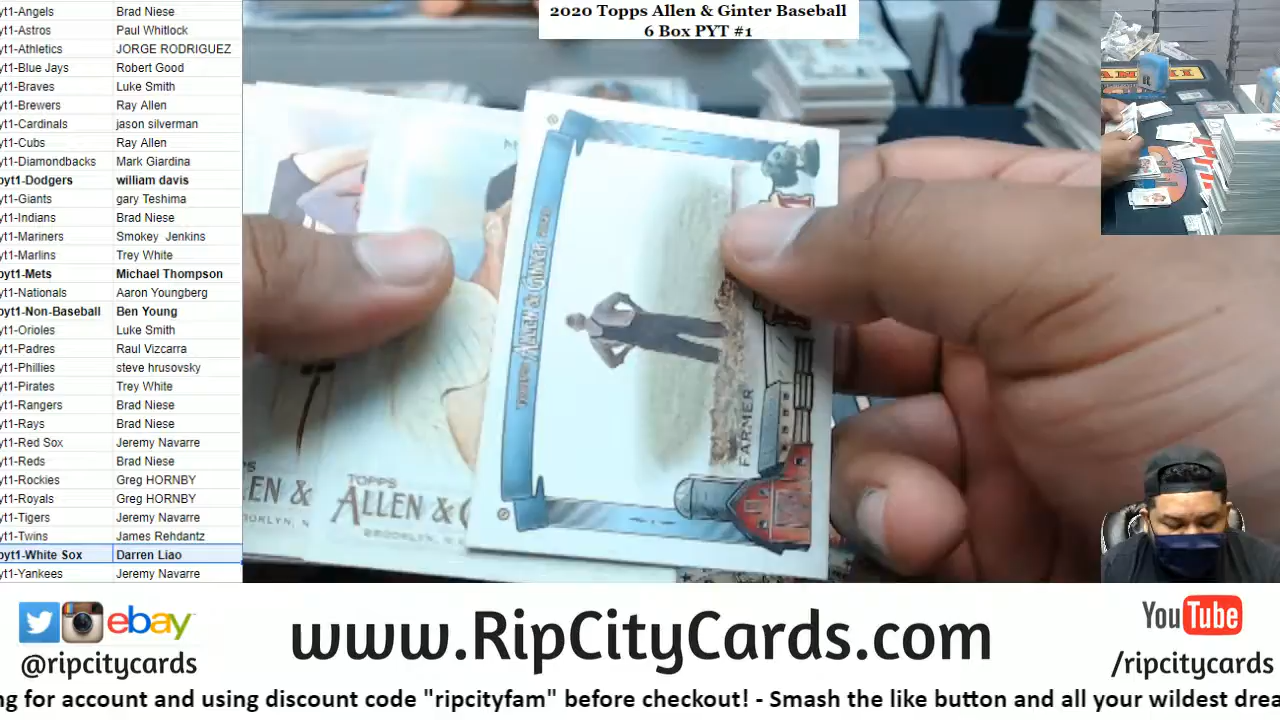 2020 Topps Allen & Ginter Baseball
6 Box PYT #1
yt1-Angels Brad Niese
yt1-Astros Paul Whitlock
yt1-Athletics JORGE RODRIGUEZ
yt1-Blue Jays Robert Good
yt1-Braves Luke Smith
yt1-Brewers Ray Allen
yt1-Cardinals jason silverman
yt1-Cubs Ray Allen
yt1-Diamondbacks Mark Giardina
pyt1-Dodgers william davis
yt1-Giants gary Teshima
yt1-Indians Brad Niese
yt1-Mariners Smokey Jenkins
yt1-Marlins Trey White
pyt1-Mets Michael Thompson
yt1-Nationals Aaron Youngberg
pyt1-Non-Baseball Ben Young
yt1-Orioles Luke Smith
yt1-Padres Raul Vizcarra
yt1-Phillies steve hrusovsky
yt1-Pirates Trey White
yt1-Rangers Brad Niese
yt1-Rays Brad Niese
yt1-Red Sox Jeremy Navarre
yt1-Reds Brad Niese
yt1-Rockies Greg HORNBY
yt1-Royals Greg HORNBY
yt1-Tigers Jeremy Navarre
yt1-Twins James Rehdantz
pyt1-White Sox Darren Liao
yt1-Yankees Jeremy Navarre
TOPPS ALLEN & GINTER
FARMER
EN &
OOKLYN, N
TOPPS
ALLEN & G
BROOKLYN, N
ebay
@ripcitycards
www.RipCityCards.com
YouTube
/ripcitycards
ng for account and using discount code "ripcityfam" before checkout! - Smash the like button and all your wildest drea